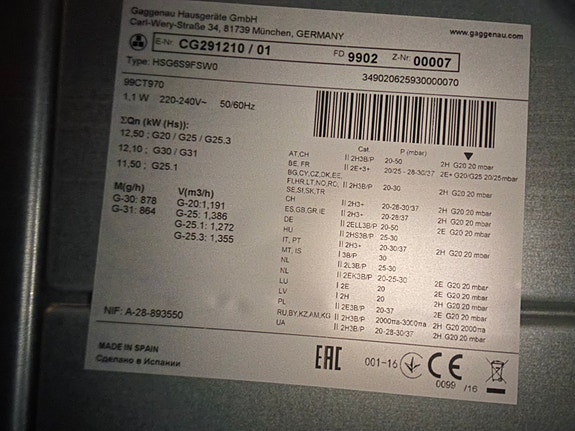 Gaggenau Hausgeräte GmbH
Carl-Wery-Straße 34, 81739 München, GERMANY
www.gaggenau.com
E-Nr. CG291210 / 01 FD 9902 Z-Nr. 00007
Type: HSG6S9FSW0
349020625930000070
99CT970
1,1 W 220-240V~ 50/60Hz
ΣQn (kW (Hs)):
12,50 ; G20 / G25 / G25.3
12,10 ; G30 / G31
11,50 ; G25.1
M(g/h) V(m3/h)
G-30: 878 G-20:1,191
G-31: 864 G-25: 1,386
G-25.1: 1,272
G-25.3: 1,355
Cat. P (mbar)
AT,CH II 2H3B/P 20-50 2H G20 20 mbar
BE, FR II 2E+3+ 20/25 - 28-30/37 2E+ G20/G25 20/25 mbar
BG,CY,CZ,DK,EE,
FI,HR,LT,NO,RO, II 2H3B/P 20-30 2H G20 20 mbar
SE,SI,SK,TR
CH II 2H3+ 20-28/37 2H G20 20 mbar
ES,GB,GR,IE II 2H3+ 20-28/37 2H G20 20 mbar
DE II 2ELL3B/P 20-50 2E G20 20 mbar
HU II 2HS3B/P 25-30
IT, PT II 2H3+ 20-30/37 2H G20 20 mbar
MT, IS I 3B/P 30
NL II 2L3B/P 25-30
NL II 2EK3B/P 20-25-30
LU I 2E 20 2E G20 20 mbar
LV I 2H 20 2H G20 20 mbar
PL II 2E3B/P 20-37 2E G20 20 mbar
RU,BY,KZ,AM,KG II 2H3B/P 2000пa-3000пa 2H G20 2000пa
UA II 2H3B/P 20-28-30/37 2H G20 20 mbar
NIF: A-28-893550
MADE IN SPAIN
Сделано в Испании
EAC 001-16 CE
0099 /16